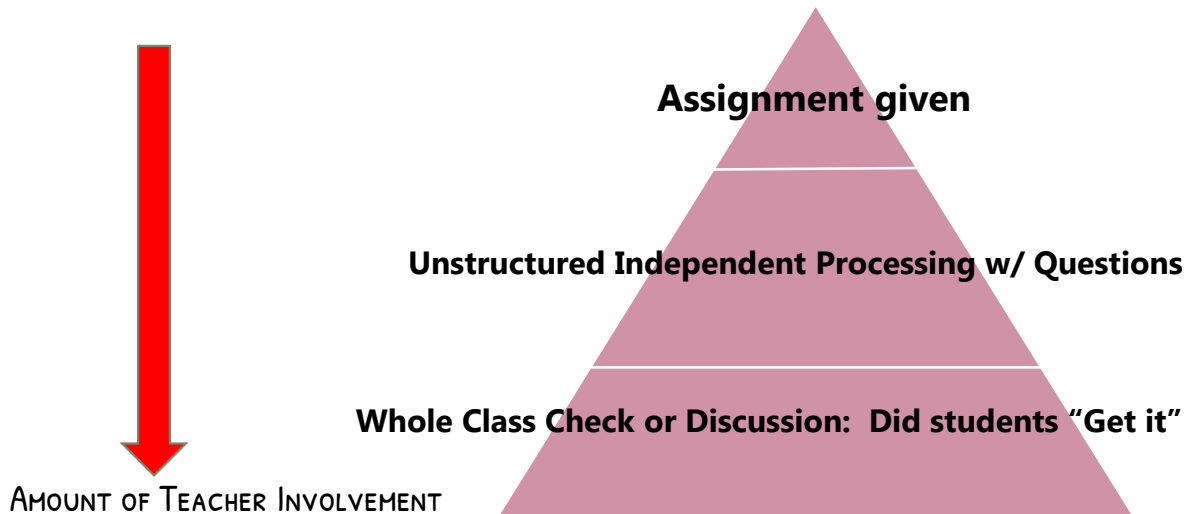 Assignment given
Unstructured Independent Processing w/ Questions
Whole Class Check or Discussion:  Did students “Get it”
Amount of Teacher Involvement